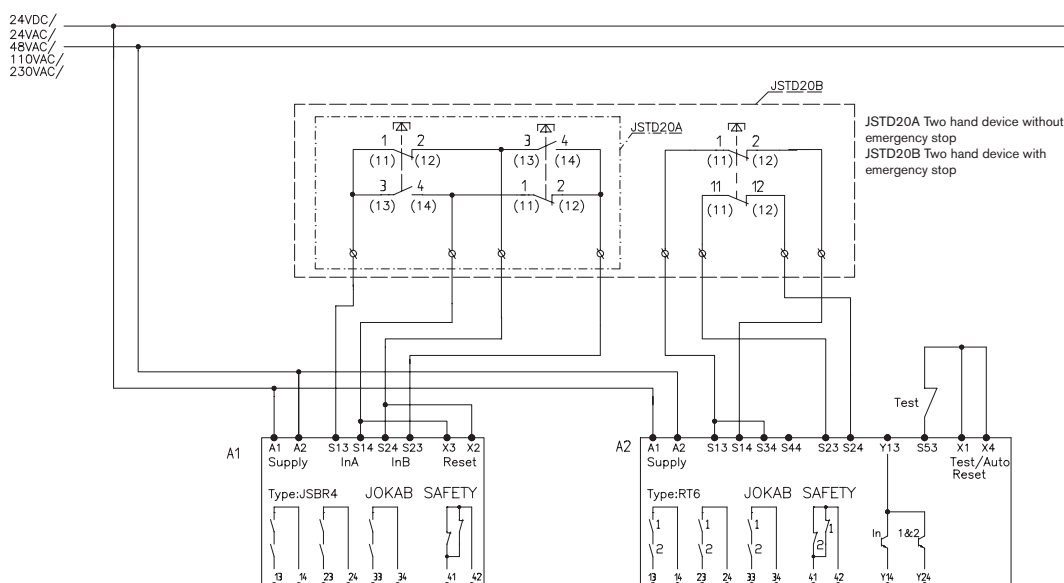 24VDC/
24VAC/
48VAC/
110VAC/
230VAC/
JSTD20B
JSTD20A
JSTD20A Two hand device without
emergency stop
JSTD20B Two hand device with
emergency stop
1 2 3 4 1 2
(11) (12) (13) (14) (11) (12)
3 4 1 2 11 12
(13) (14) (11) (12) (11) (12)
Test
A1 A1 A2 S13 S14 S24 S23 X3 X2
Supply InA InB Reset
Type:JSBR4 JOKAB SAFETY
13 14 23 24 33 34 41 42
A2 A1 A2 S13 S14 S34 S44 S23 S24 Y13 S53 X1 X4
Supply Test/Auto
Reset
Type:RT6 JOKAB SAFETY
1 1 1 1
In 1&2
2 2 2 2
13 14 23 24 33 34 41 42 Y14 Y24